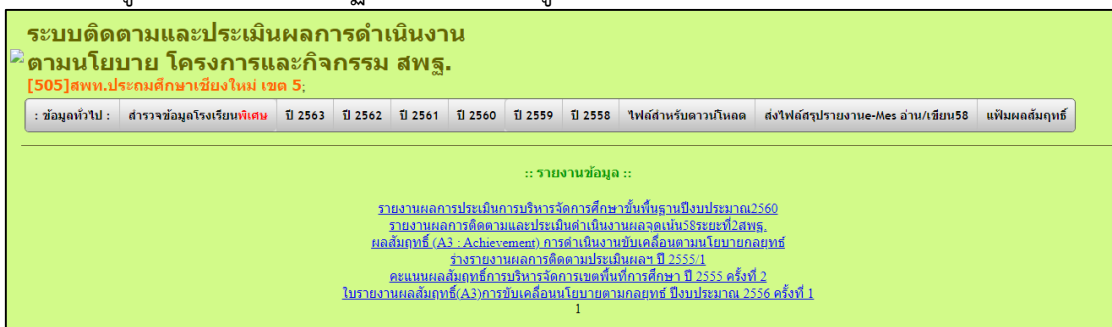 ระบบติดตามและประเมินผลการดำเนินงาน
ตามนโยบาย โครงการและกิจกรรม สพฐ.
[505]สพท.ประถมศึกษาเชียงใหม่ เขต 5;
: ข้อมูลทั่วไป : สำรวจข้อมูลโรงเรียนพิเศษ ปี 2563 ปี 2562 ปี 2561 ปี 2560 ปี 2559 ปี 2558 ไฟล์สำหรับดาวน์โหลด ส่งไฟล์สรุปรายงานe-Mes อ่าน/เขียน58 แฟ้มผลสัมฤทธิ์
:: รายงานข้อมูล ::
รายงานผลการประเมินการบริหารจัดการศึกษาขั้นพื้นฐานปีงบประมาณ2560
รายงานผลการติดตามและประเมินดำเนินงานผลจุดเน้น58ระยะที่2สพฐ.
ผลสัมฤทธิ์ (A3 : Achievement) การดำเนินงานขับเคลื่อนตามนโยบายกลยุทธ์
ร่างรายงานผลการติดตามประเมินผลฯ ปี 2555/1
คะแนนผลสัมฤทธิ์การบริหารจัดการเขตพื้นที่การศึกษา ปี 2555 ครั้งที่ 2
ใบรายงานผลสัมฤทธิ์(A3)การขับเคลื่อนนโยบายตามกลยุทธ์ ปีงบประมาณ 2556 ครั้งที่ 1
1